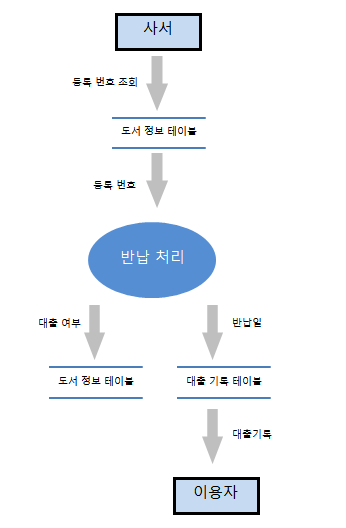 사서
등록 번호 조회
도서 정보 테이블
등록 번호
반납 처리
대출 여부
반납일
도서 정보 테이블
대출 기록 테이블
대출기록
이용자